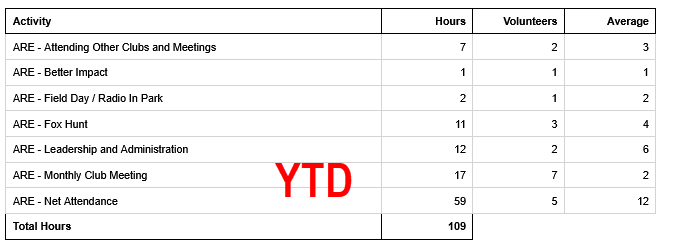 Activity Hours Volunteers Average
ARE - Attending Other Clubs and Meetings 7 2 3
ARE - Better Impact 1 1 1
ARE - Field Day / Radio In Park 2 1 2
ARE - Fox Hunt 11 3 4
ARE - Leadership and Administration 12 2 6
ARE - Monthly Club Meeting 17 7 2
YTD
ARE - Net Attendance 59 5 12
Total Hours 109